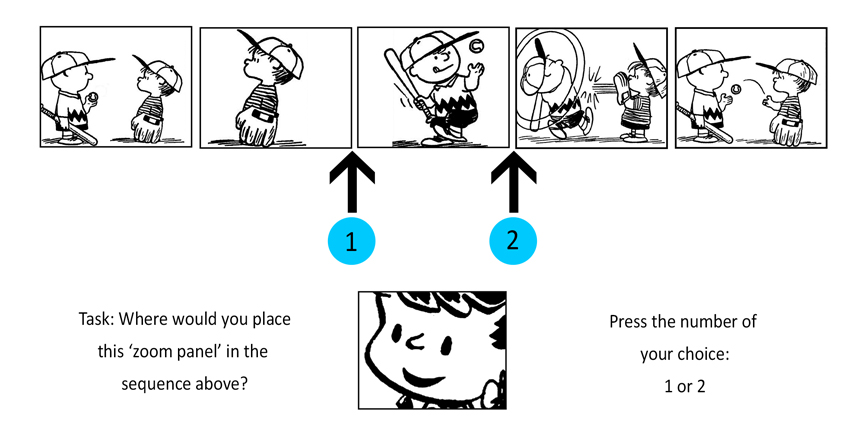 1
2
Task: Where would you place
this ‘zoom panel’ in the
sequence above?
Press the number of
your choice:
1 or 2